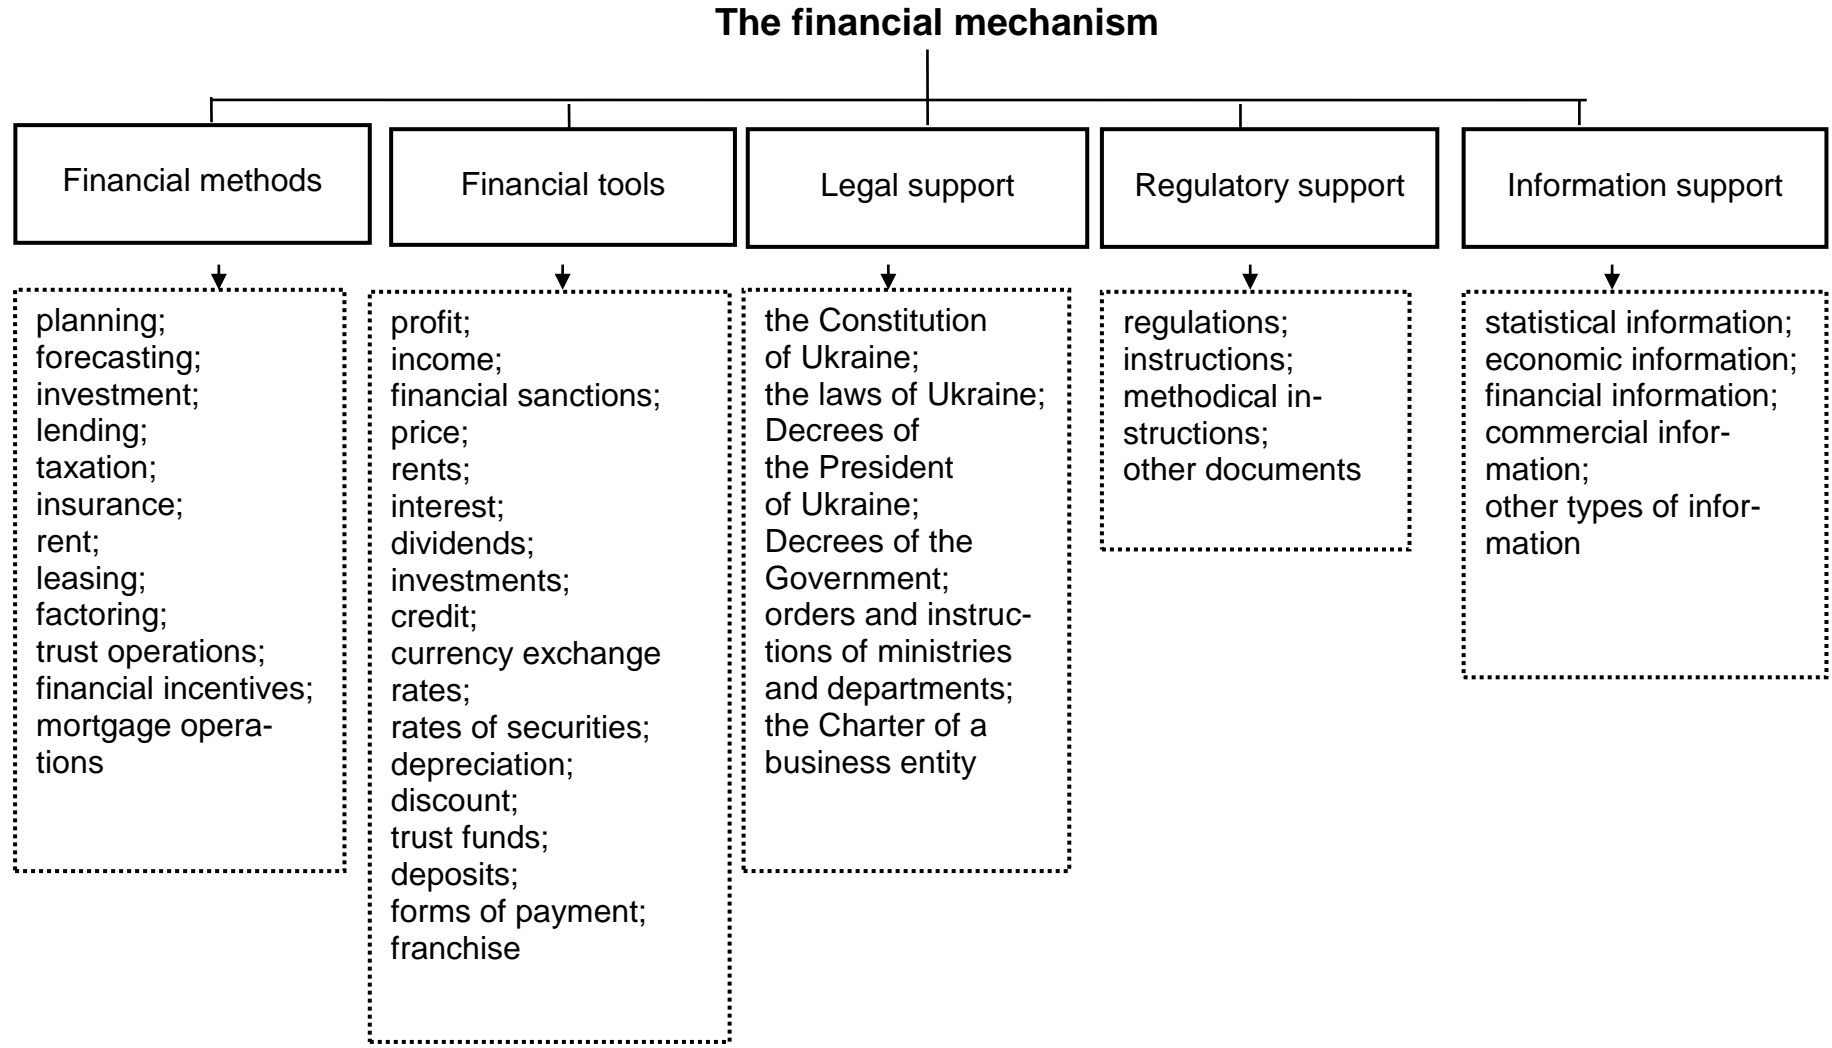 The financial mechanism
Financial methods
Financial tools
Legal support
Regulatory support
Information support
planning;
forecasting;
investment;
lending;
taxation;
insurance;
rent;
leasing;
factoring;
trust operations;
financial incentives;
mortgage opera-
tions
profit;
income;
financial sanctions;
price;
rents;
interest;
dividends;
investments;
credit;
currency exchange
rates;
rates of securities;
depreciation;
discount;
trust funds;
deposits;
forms of payment;
franchise
the Constitution
of Ukraine;
the laws of Ukraine;
Decrees of
the President
of Ukraine;
Decrees of the
Government;
orders and instruc-
tions of ministries
and departments;
the Charter of a
business entity
regulations;
instructions;
methodical in-
structions;
other documents
statistical information;
economic information;
financial information;
commercial infor-
mation;
other types of infor-
mation